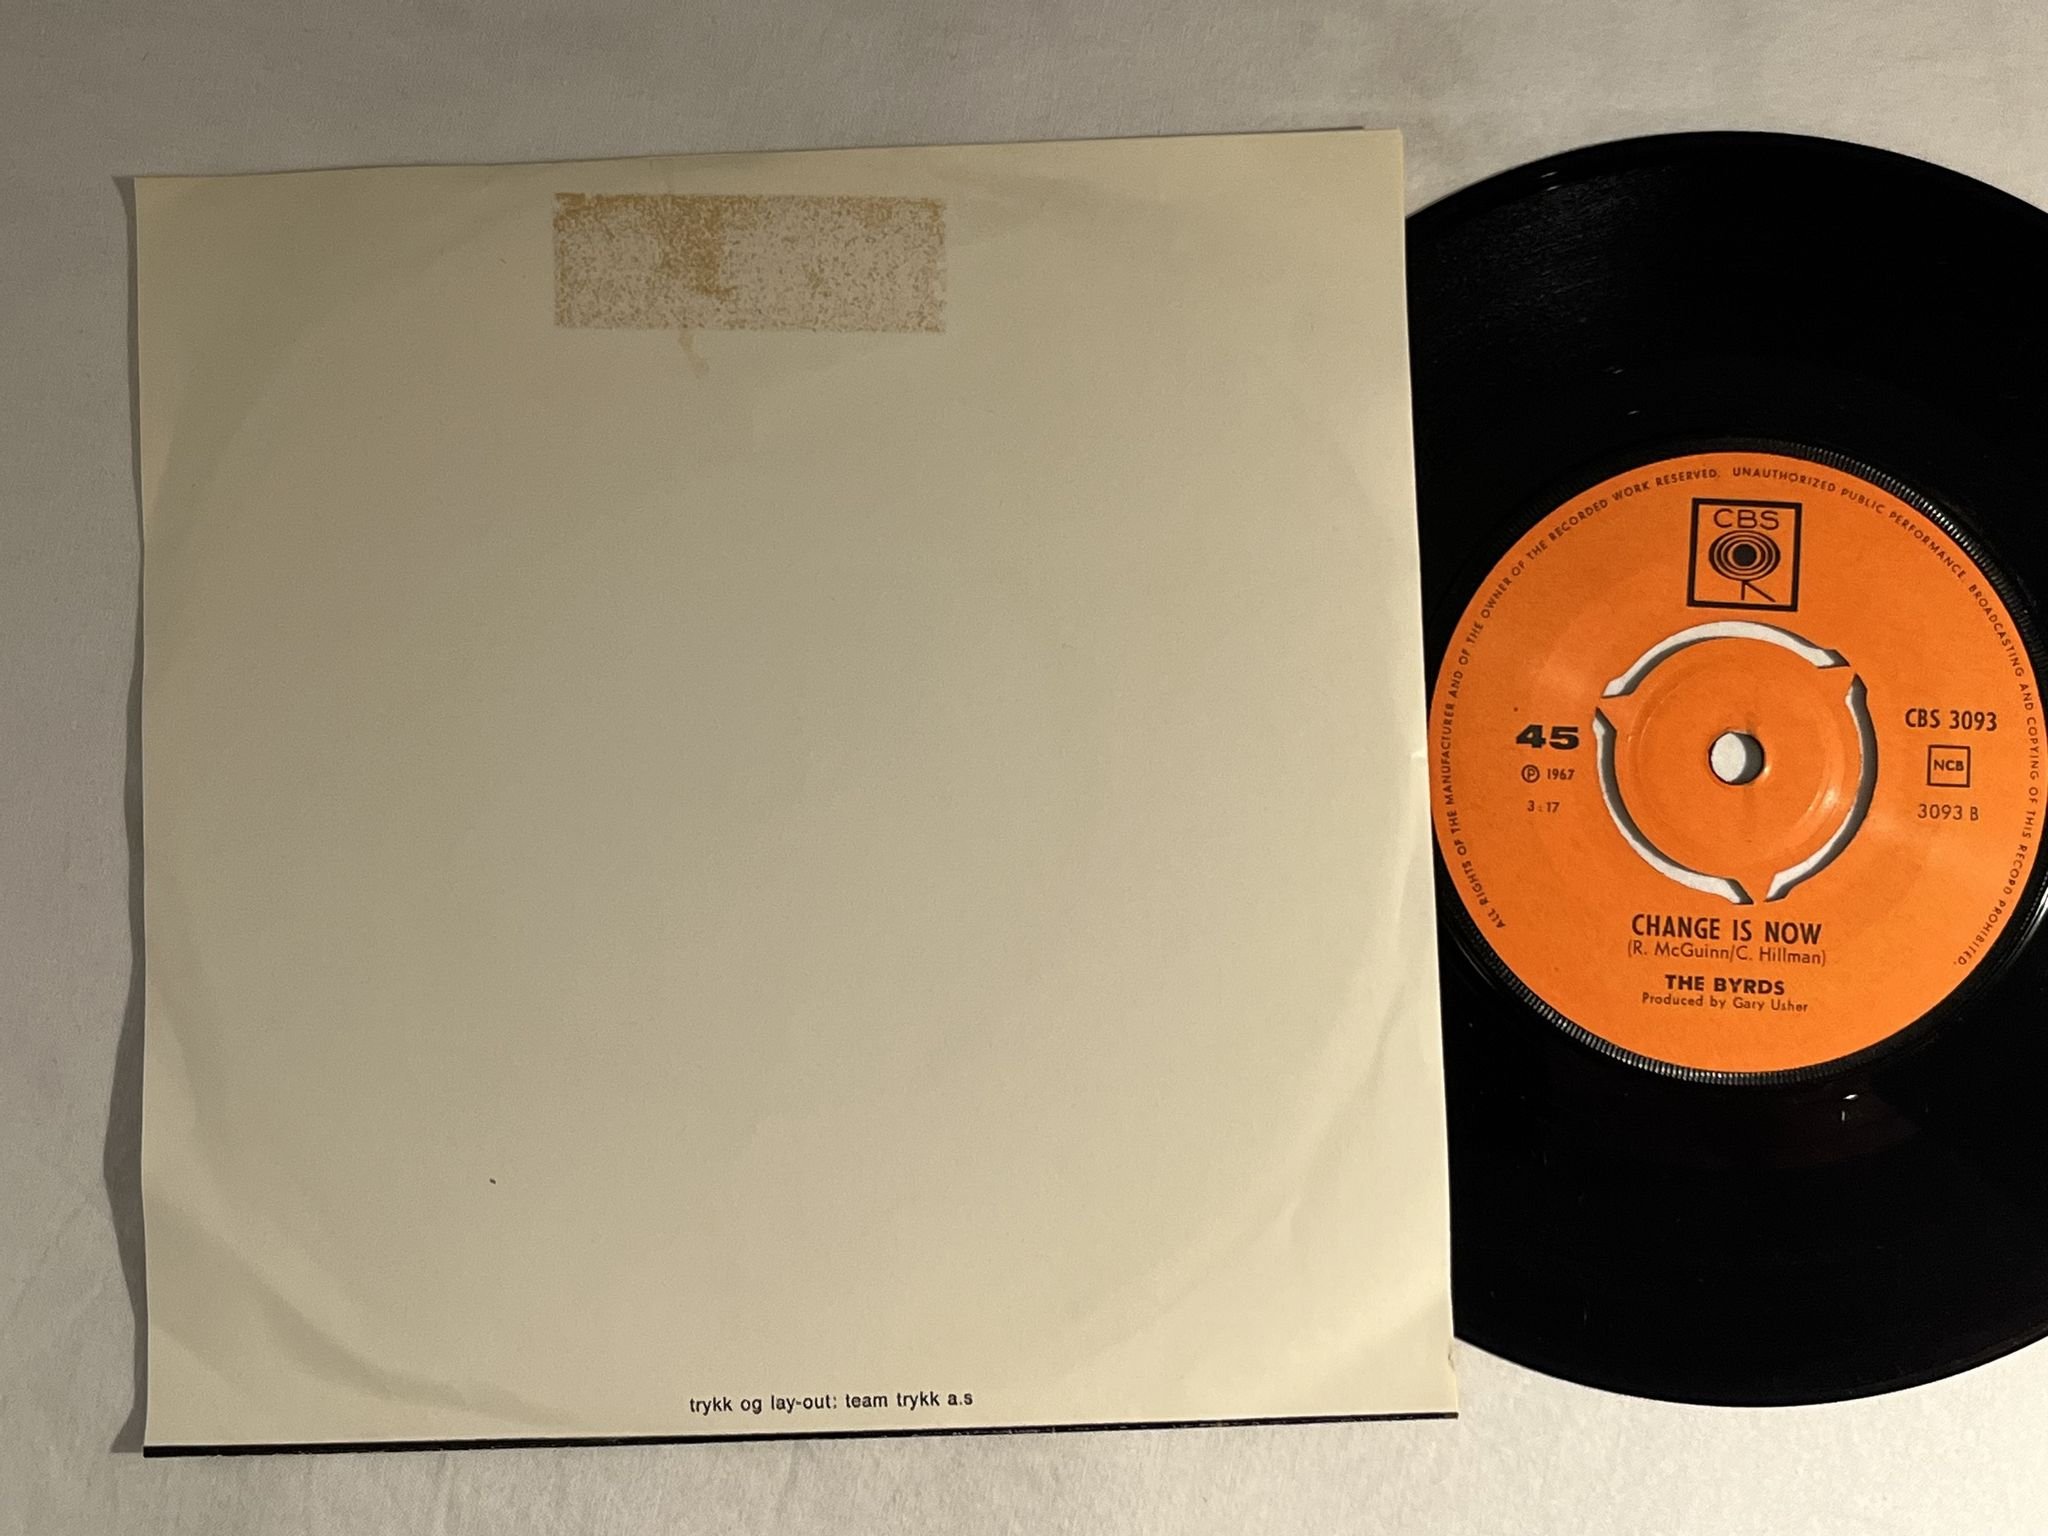 ALL RIGHTS OF THE MANUFACTURER AND OF THE OWNER OF THE RECORDED WORK RESERVED. UNAUTHORIZED PUBLIC PERFORMANCE. BROADCASTING AND COPYING OF THIS RECORD PROHIBITED.
CBS
45
CBS 3093
℗ 1967
NCB
3:17
3093 B
CHANGE IS NOW
(R. McGuinn/C. Hillman)
THE BYRDS
Produced by Gary Usher
trykk og lay-out: team trykk a.s